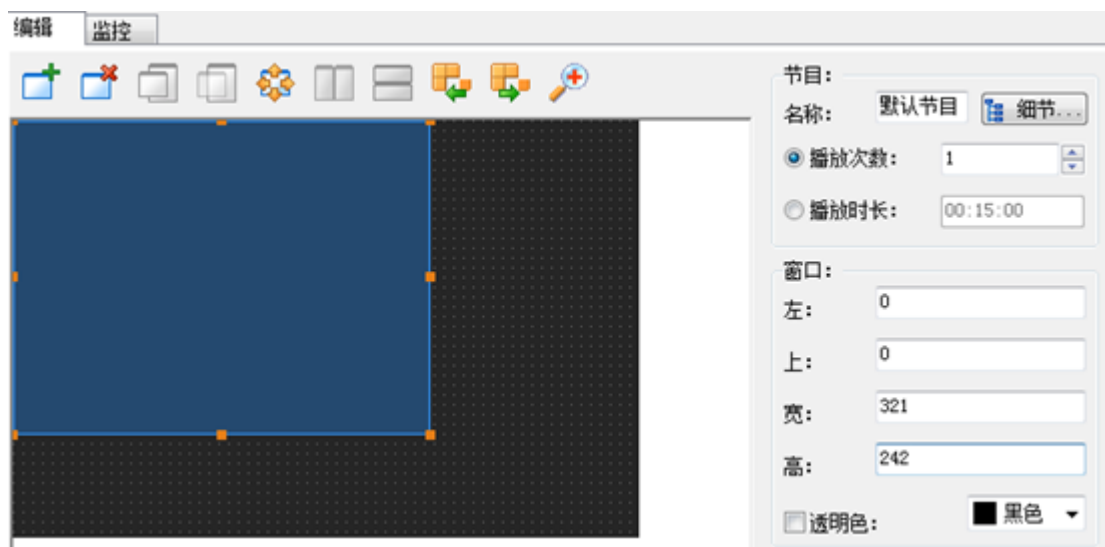 编辑 监控
节目:
名称: 默认节目 细节...
播放次数: 1
播放时长: 00:15:00
窗口:
左: 0
上: 0
宽: 321
高: 242
透明色: 黑色